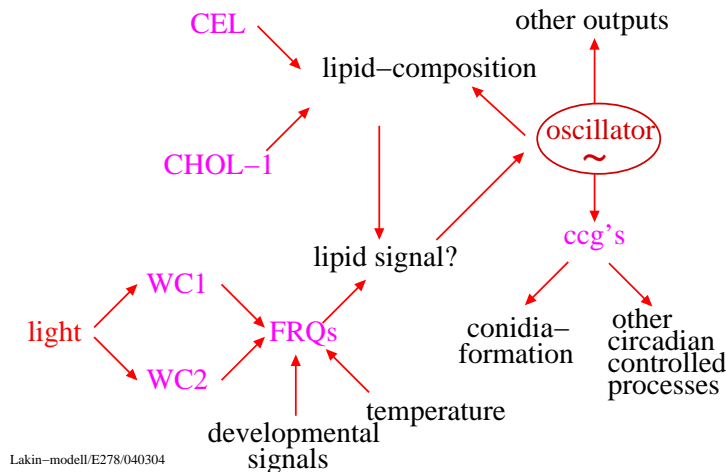 CEL
other outputs
lipid−composition
oscillator
~
CHOL−1
ccg's
lipid signal?
WC1
light
FRQs
conidia−
formation
other
circadian
controlled
processes
WC2
temperature
developmental
signals
Lakin−modell/E278/040304